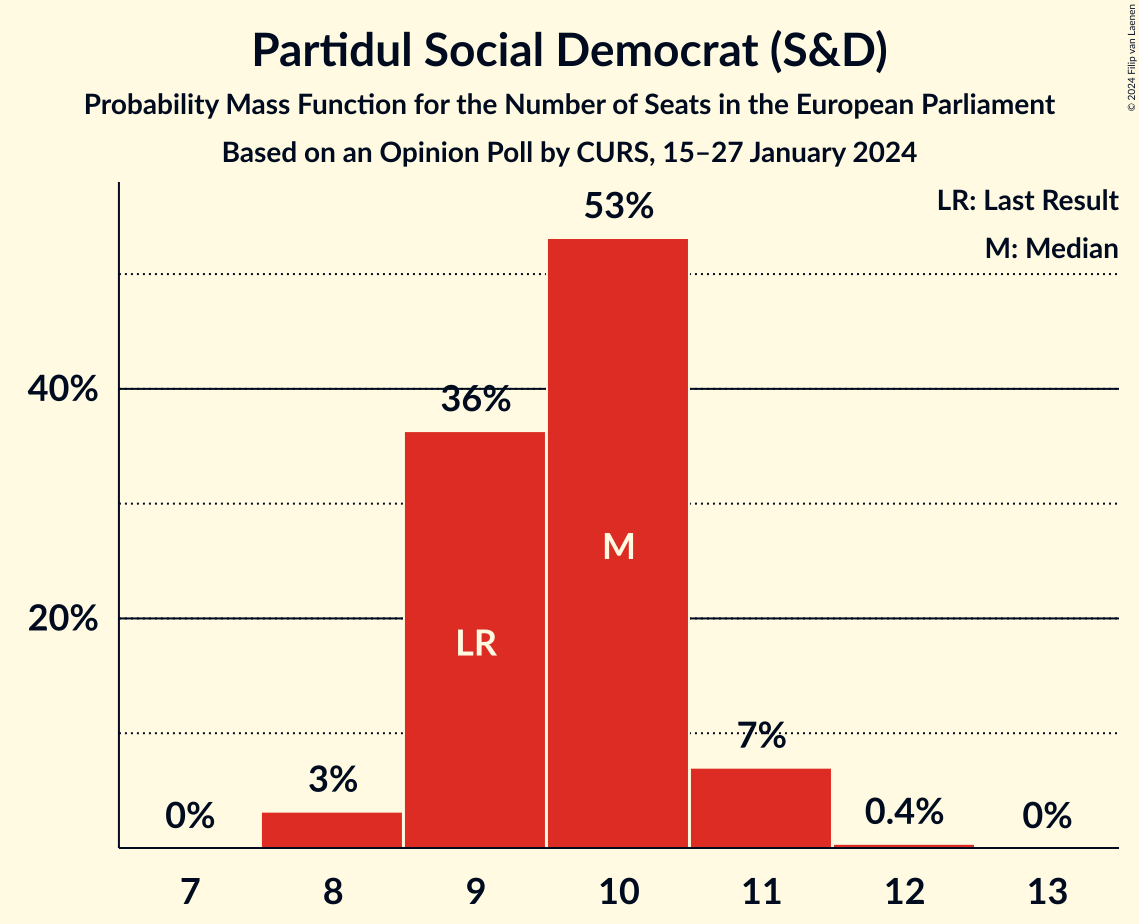 Partidul Social Democrat (S&D)
Probability Mass Function for the Number of Seats in the European Parliament
Based on an Opinion Poll by CURS, 15–27 January 2024
© 2024 Filip van Laenen
LR: Last Result
M: Median
53%
40%
36%
M
20%
LR
7%
3%
0%
0.4%
0%
7 8 9 10 11 12 13